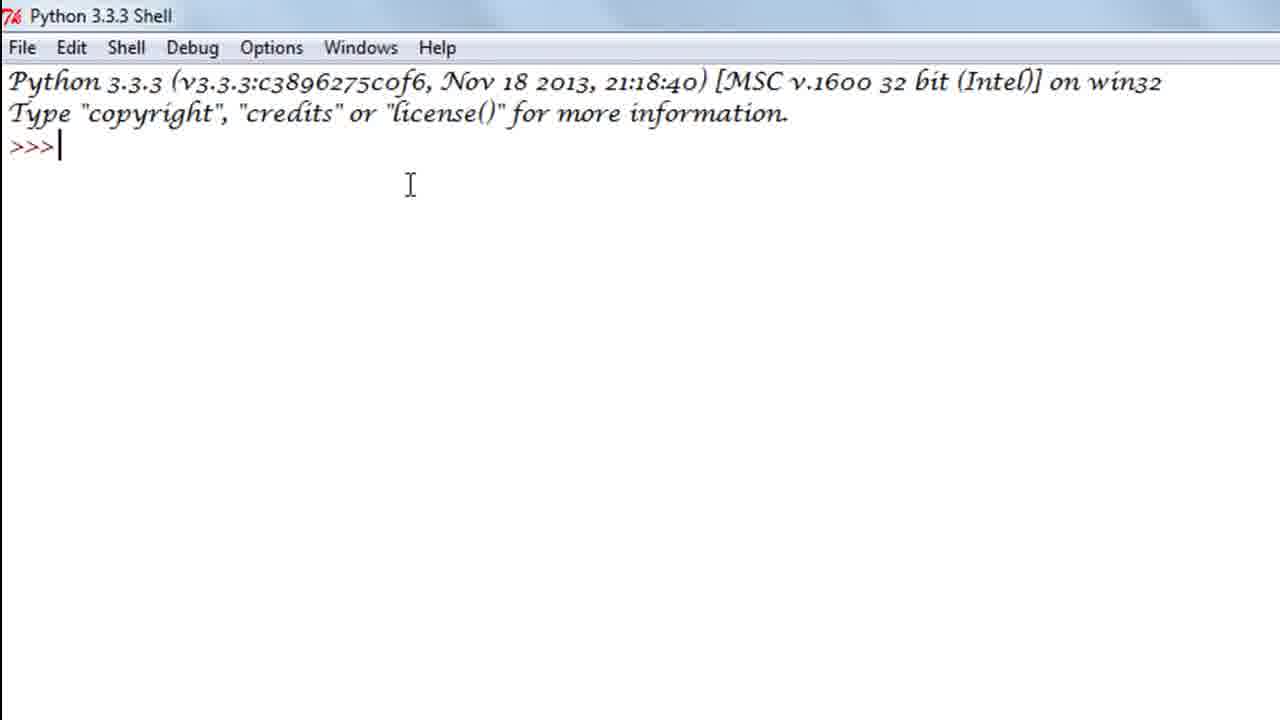 Python 3.3.3 Shell
File Edit Shell Debug Options Windows Help
Python 3.3.3 (v3.3.3:c3896275c0f6, Nov 18 2013, 21:18:40) [MSC v.1600 32 bit (Intel)] on win32
Type "copyright", "credits" or "license()" for more information.
>>>